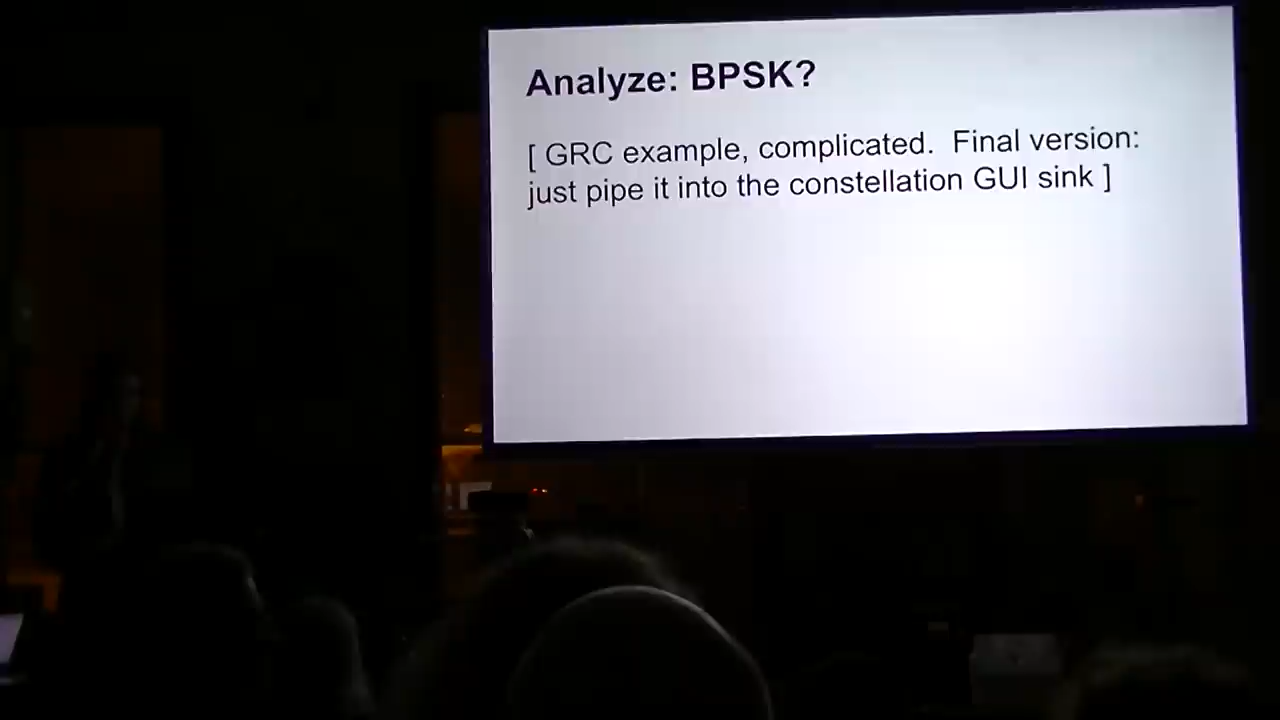 Analyze: BPSK?
[ GRC example, complicated.  Final version:
just pipe it into the constellation GUI sink ]